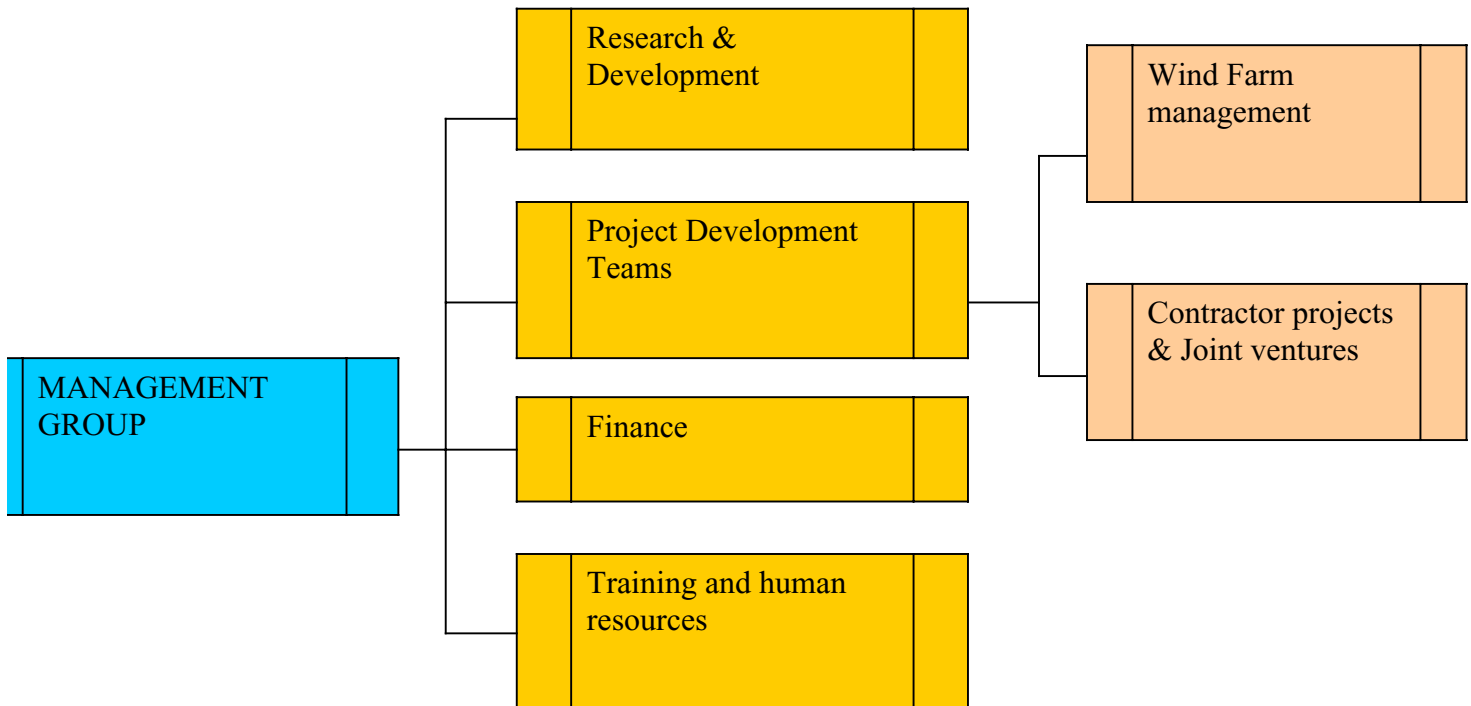 Research &
Development
Wind Farm
management
Project Development
Teams
Contractor projects
& Joint ventures
MANAGEMENT
GROUP
Finance
Training and human
resources